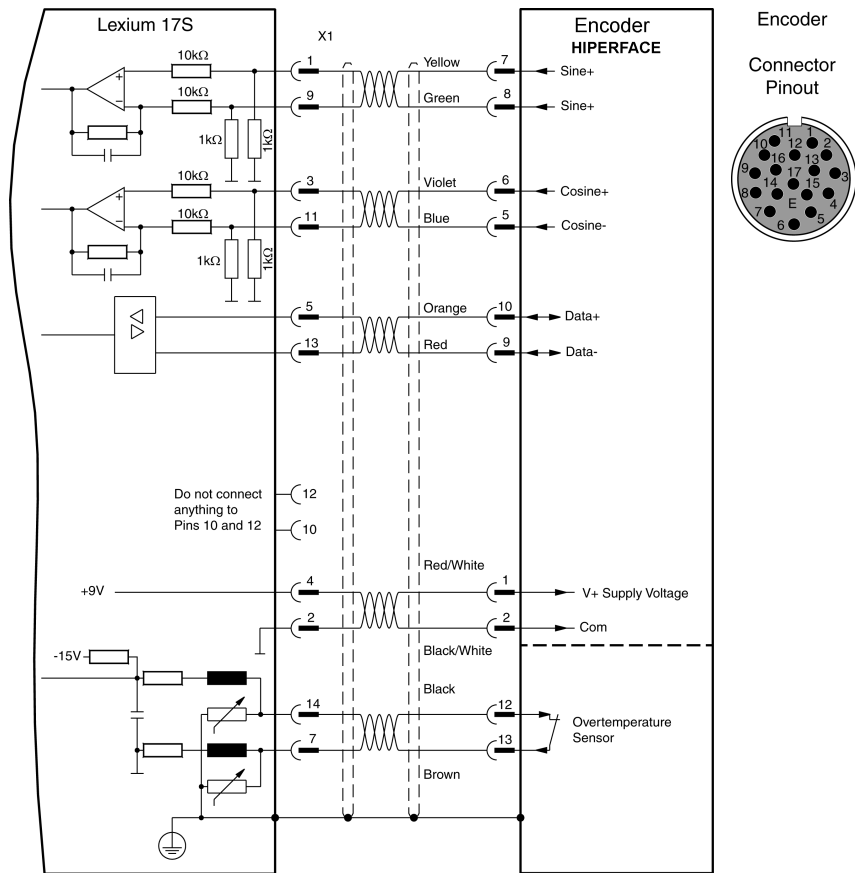 Lexium 17S
X1
Encoder
HIPERFACE
Encoder
Connector
Pinout
10kΩ
1
Yellow
7
Sine+
10kΩ
9
Green
8
Sine+
1kΩ
1kΩ
10kΩ
3
Violet
6
Cosine+
10kΩ
11
Blue
5
Cosine-
1kΩ
1kΩ
5
Orange
10
Data+
13
Red
9
Data-
Do not connect
anything to
Pins 10 and 12
12
10
+9V
4
Red/White
1
V+ Supply Voltage
2
2
Com
Black/White
-15V
Black
14
12
Overtemperature
Sensor
7
13
Brown
11
1
10
12
2
9
16
13
3
17
8
14
15
4
E
7
5
6
+
−
+
−